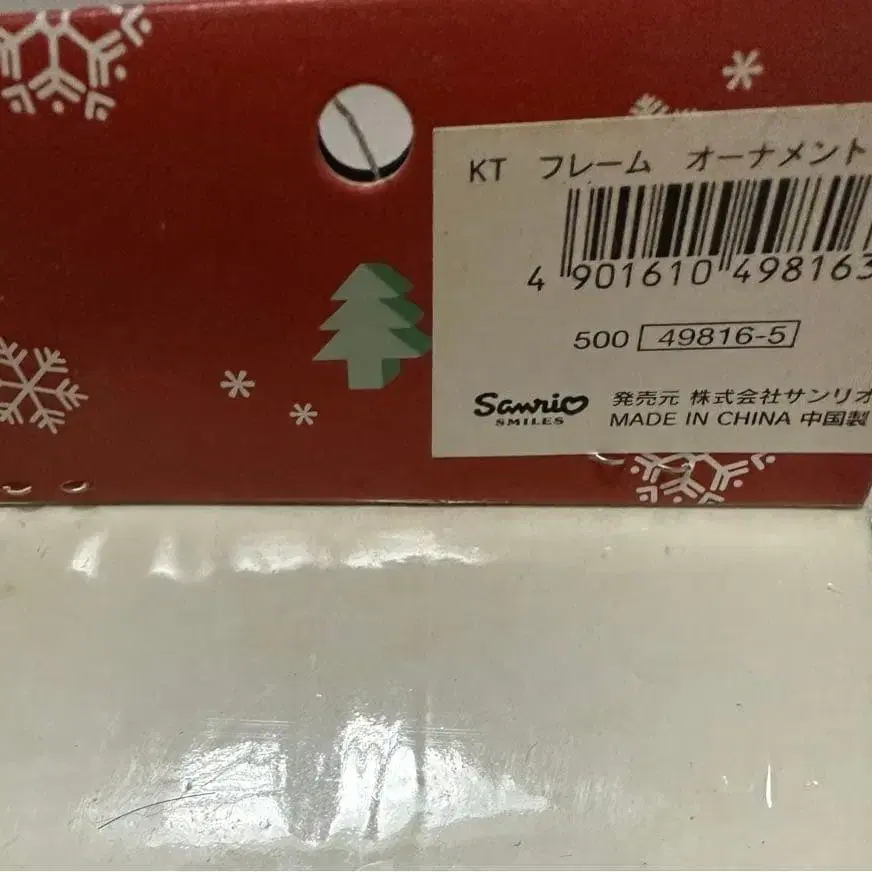 KT フレーム オーナメント
4 901610 498163
500 49816-5
Sanrio
SMILES
発売元 株式会社サンリオ
MADE IN CHINA 中国製